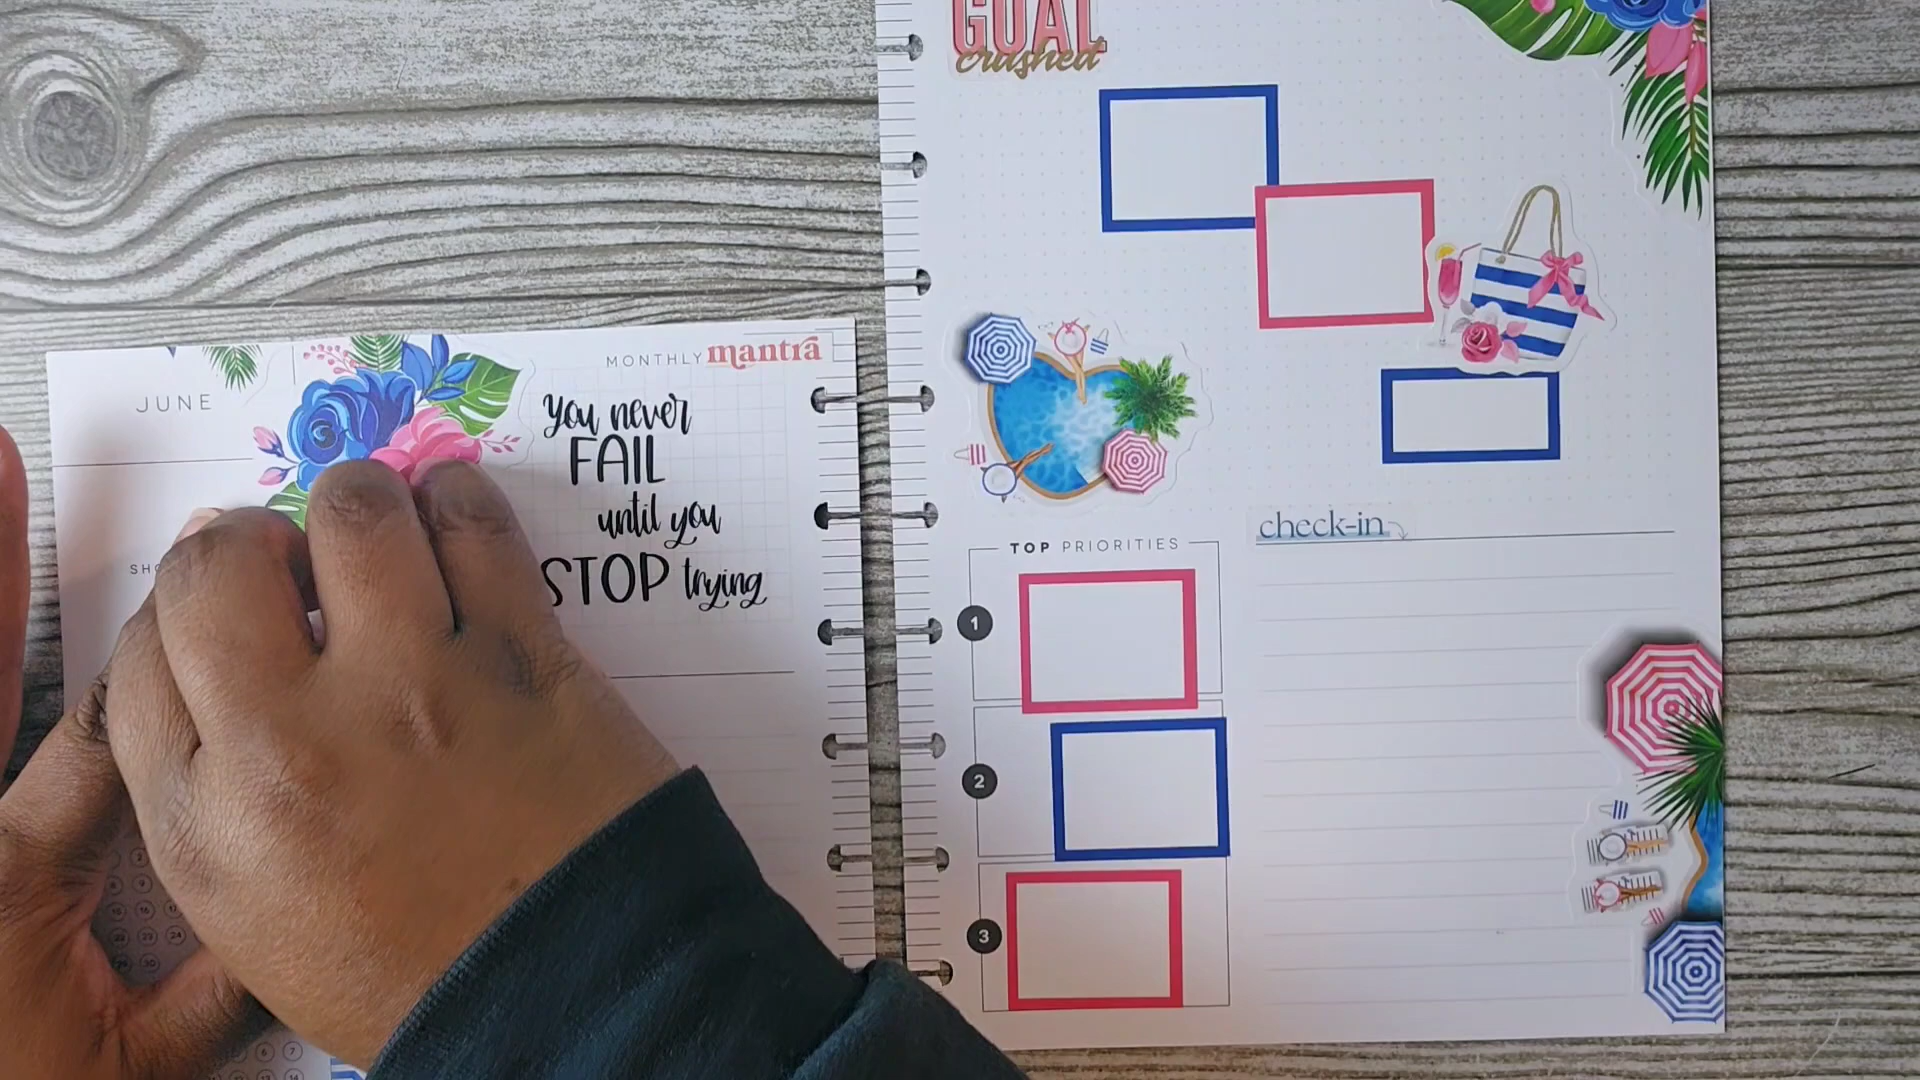 JUNE
MONTHLY mantra
you never
FAIL
until you
STOP trying
GOAL
crushed
TOP PRIORITIES
1
2
3
check-in